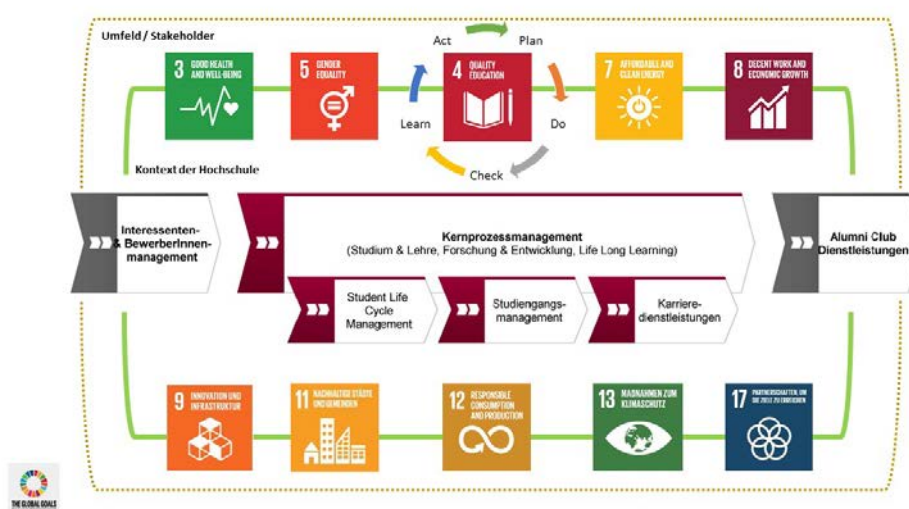 Umfeld / Stakeholder
Act
Plan
3 GOOD HEALTH
AND WELL-BEING
5 GENDER
EQUALITY
4 QUALITY
EDUCATION
7 AFFORDABLE AND
CLEAN ENERGY
8 DECENT WORK AND
ECONOMIC GROWTH
Learn
Do
Check
Kontext der Hochschule
Interessenten-
& BewerberInnen-
management
Kernprozessmanagement
(Studium & Lehre, Forschung & Entwicklung, Life Long Learning)
Alumni Club
Dienstleistungen
Student Life
Cycle
Management
Studiengangs-
management
Karriere-
dienstleistungen
9 INNOVATION UND
INFRASTRUKTUR
11 NACHHALTIGE STÄDTE
UND GEMEINDEN
12 RESPONSIBLE
CONSUMPTION
AND PRODUCTION
13 MAẞNAHMEN ZUM
KLIMASCHUTZ
17 PARTNERSCHAFTEN, UM
DIE ZIELE ZU ERREICHEN
THE GLOBAL GOALS